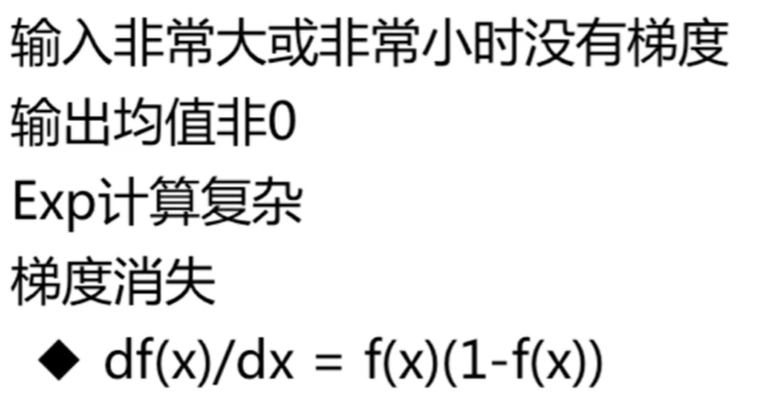 输入非常大或非常小时没有梯度
输出均值非0
Exp计算复杂
梯度消失
◆ df(x)/dx = f(x)(1-f(x))